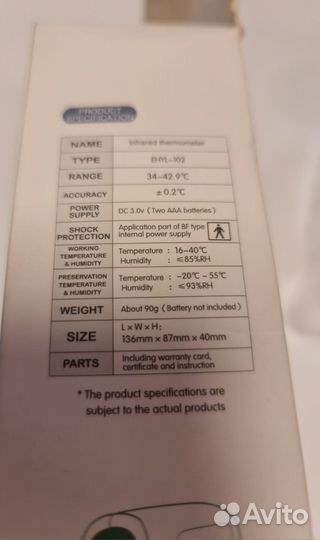 PRODUCT
SPECIFICATION
NAME Infrared thermometer
TYPE EHYL-102
RANGE 34-42.9℃
ACCURACY ±0.2℃
POWER
SUPPLY DC 3.0v (Two AAA batteries)
SHOCK
PROTECTION Application part of BF type
internal power supply
WORKING
TEMPERATURE
& HUMIDITY Temperature : 16-40℃
Humidity : ≤85%RH
PRESERVATION
TEMPERATURE
& HUMIDITY Temperature : -20℃ ~ 55℃
Humidity : ≤93%RH
WEIGHT About 90g (Battery not included)
SIZE L×W×H:
136mm×87mm×40mm
PARTS Including warranty card,
certificate and instruction
* The product specifications are
subject to the actual products
Avito